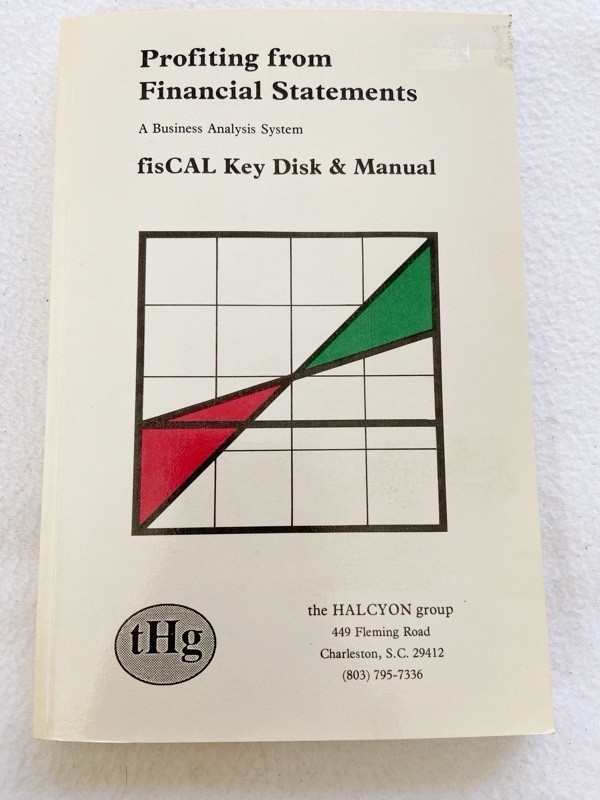 Profiting from
Financial Statements
A Business Analysis System
fisCAL Key Disk & Manual
tHg
the HALCYON group
449 Fleming Road
Charleston, S.C. 29412
(803) 795-7336